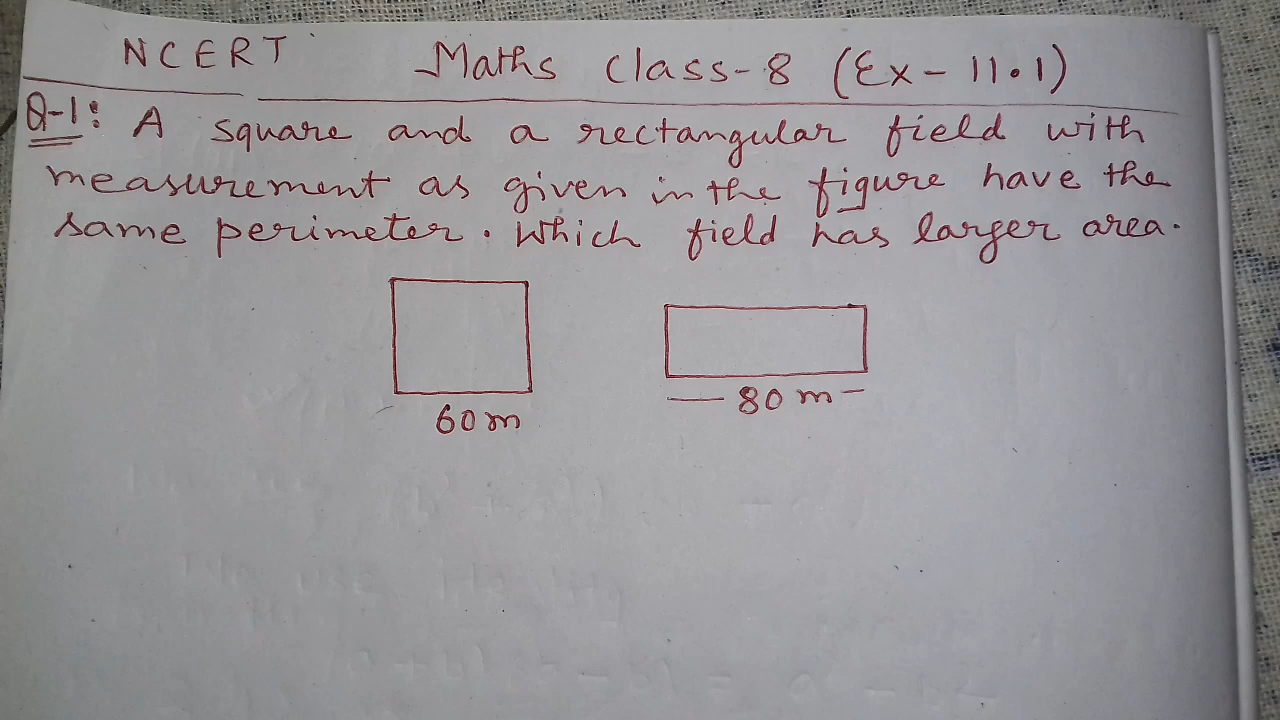 NCERT Maths Class-8 (Ex-11.1)
Q-1: A square and a rectangular field with
measurement as given in the figure have the
same perimeter. Which field has larger area.
60m
80m